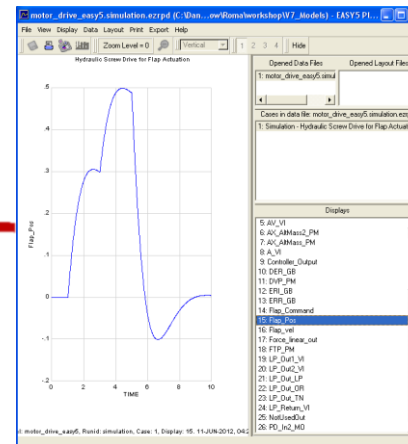 motor_drive_easy5.simulation.ezrpd (C:\Dan...ow\Roma\workshop\V7_Models) - EASY5 Pl...
File View Display Data Layout Print Export Help
Zoom Level = 0 Vertical 1 2 3 4 Hide
Hydraulic Screw Drive for Flap Actuation
Opened Data Files Opened Layout Files
1: motor_drive_easy5.simul
Cases in data file: motor_drive_easy5.simulation.ezr
1: Simulation - Hydraulic Screw Drive for Flap Actuat
Displays
5: AV_VI
6: AX_AltMass2_PM
7: AX_AltMass_PM
8: A_VI
9: Controller_Output
10: DER_GB
11: DVP_PM
12: ERI_GB
13: ERR_GB
14: Flap_Command
15: Flap_Pos
16: Flap_vel
17: Force_linear_out
18: FTP_PM
19: LP_Out1_VI
20: LP_Out2_VI
21: LP_Out_LP
22: LP_Out_OR
23: LP_Out_TN
24: LP_Return_VI
25: NotUsedOut
26: PD_In2_MO
Flap_Pos
.5
.4
.3
.2
.1
0
-.1
-.2
0 2 4 6 8 10
TIME
l: motor_drive_easy5, Runid: simulation, Case: 1, Display: 15. 11-JUN-2012, 04:2